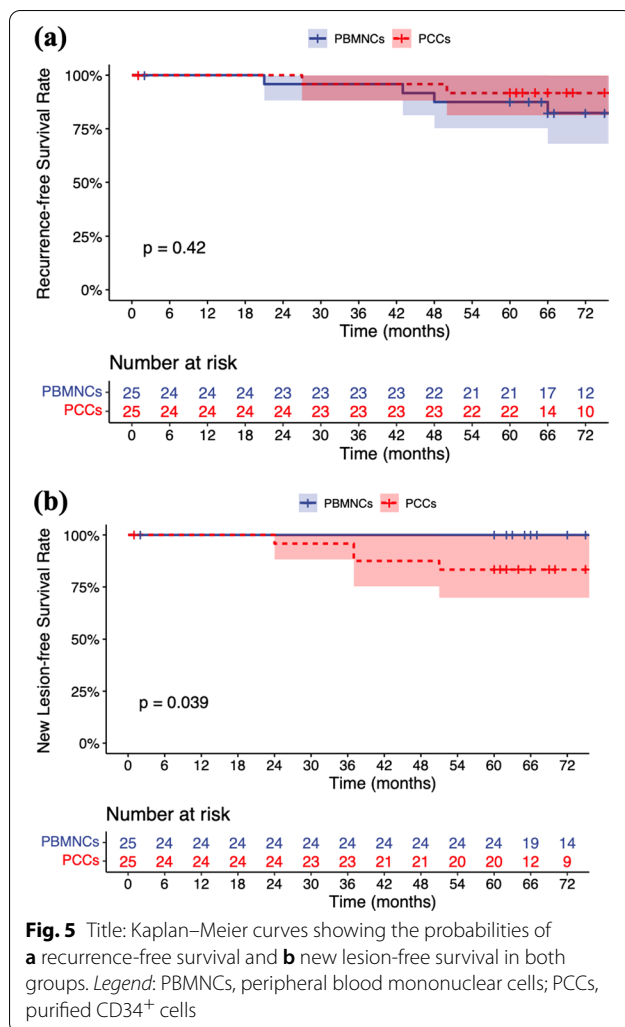 (a)
PBMNCs PCCs
100%
75%
50%
25%
0%
Recurrence-free Survival Rate
p = 0.42
0 6 12 18 24 30 36 42 48 54 60 66 72
Time (months)
Number at risk
PBMNCs 25 24 24 24 23 23 23 23 22 21 21 17 12
PCCs 25 24 24 24 24 23 23 23 23 22 22 14 10
0 6 12 18 24 30 36 42 48 54 60 66 72
Time (months)
(b)
PBMNCs PCCs
100%
75%
50%
25%
0%
New Lesion-free Survival Rate
p = 0.039
0 6 12 18 24 30 36 42 48 54 60 66 72
Time (months)
Number at risk
PBMNCs 25 24 24 24 24 24 24 24 24 24 24 19 14
PCCs 25 24 24 24 24 23 23 21 21 20 20 12 9
0 6 12 18 24 30 36 42 48 54 60 66 72
Time (months)
Fig. 5 Title: Kaplan–Meier curves showing the probabilities of
a recurrence-free survival and b new lesion-free survival in both
groups. Legend: PBMNCs, peripheral blood mononuclear cells; PCCs,
purified CD34⁺ cells